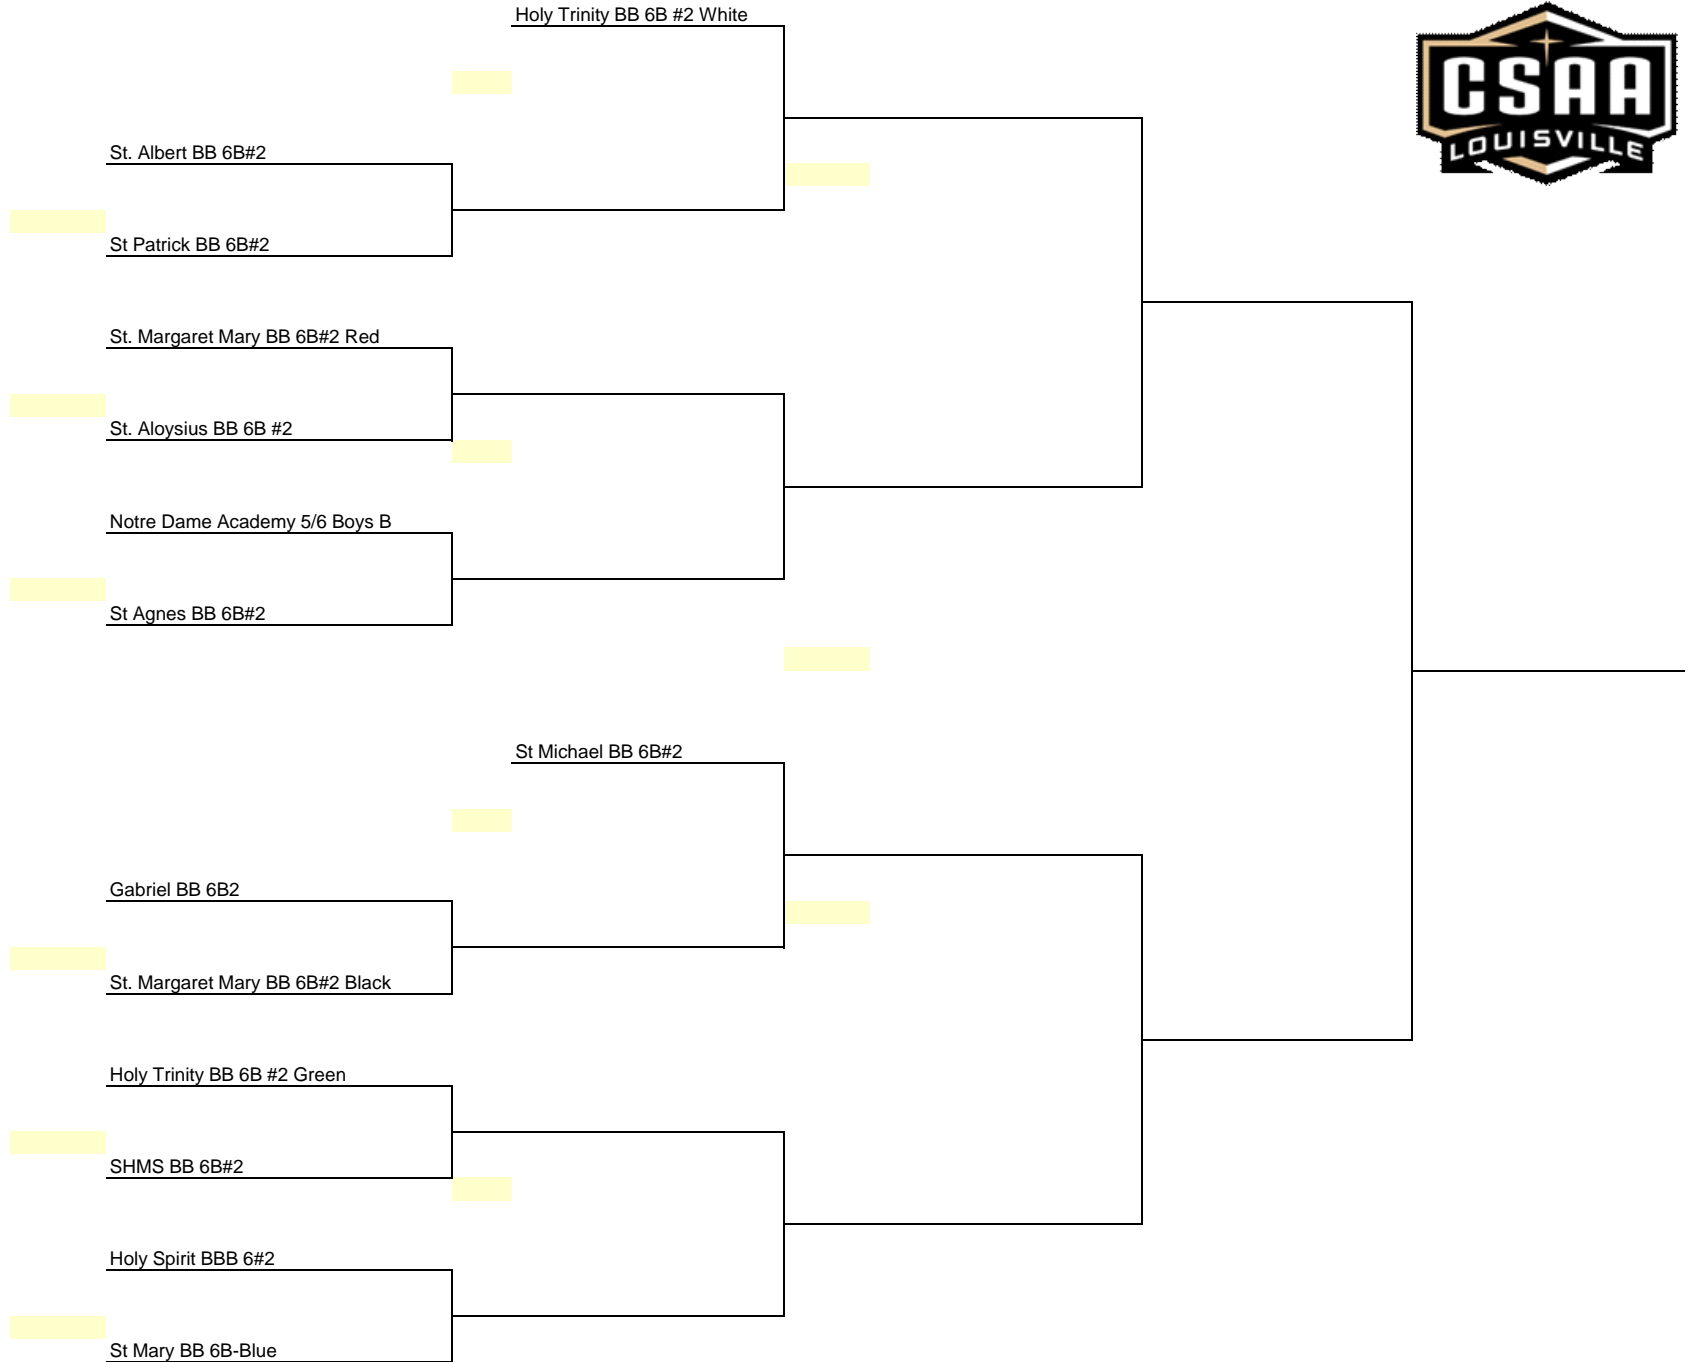 Holy Trinity BB 6B #2 White
CSAA
LOUISVILLE
St. Albert BB 6B#2
St Patrick BB 6B#2
St. Margaret Mary BB 6B#2 Red
St. Aloysius BB 6B #2
Notre Dame Academy 5/6 Boys B
St Agnes BB 6B#2
St Michael BB 6B#2
Gabriel BB 6B2
St. Margaret Mary BB 6B#2 Black
Holy Trinity BB 6B #2 Green
SHMS BB 6B#2
Holy Spirit BBB 6#2
St Mary BB 6B-Blue